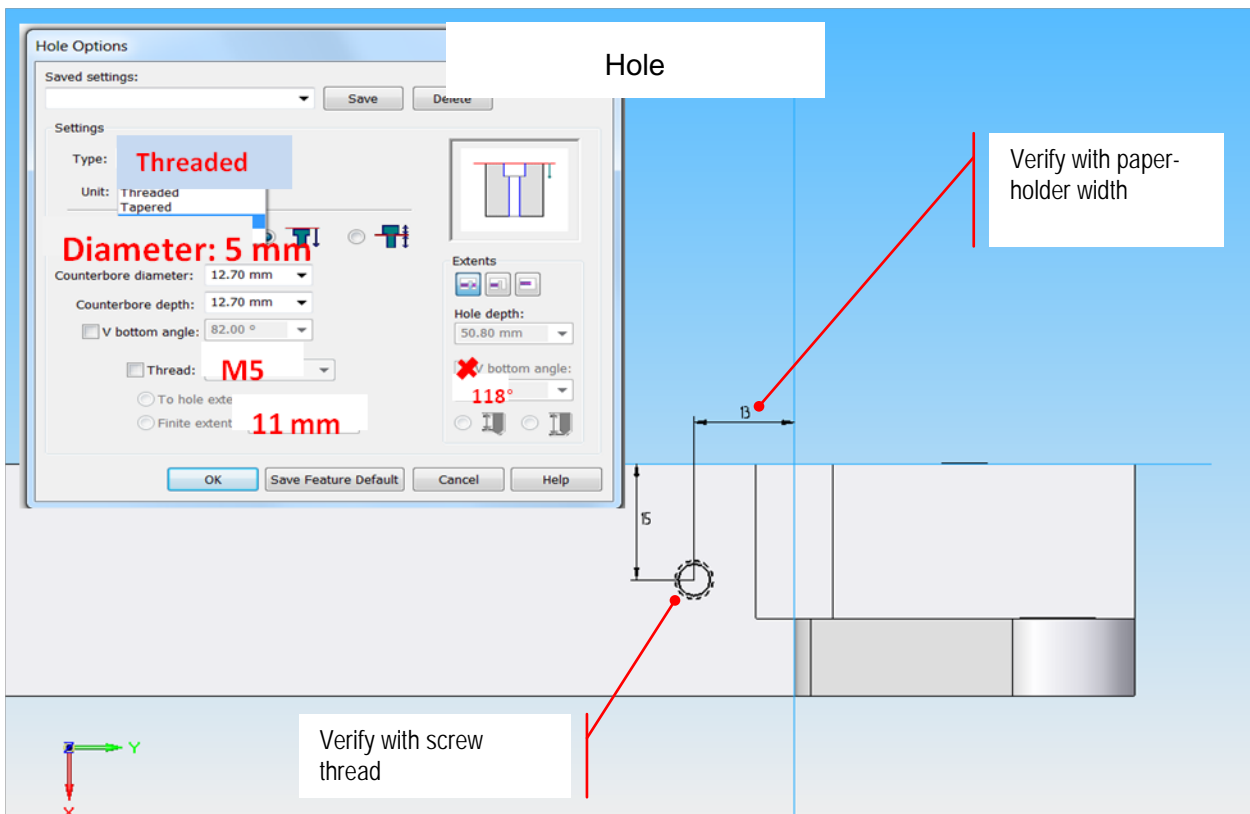 Hole Options
Hole
Saved settings:
Save Delete
Settings
Type: Threaded
Unit: Threaded
Tapered
Diameter: 5 mm
Counterbore diameter: 12.70 mm
Counterbore depth: 12.70 mm
V bottom angle: 82.00 °
Thread: M5
To hole exte
Finite extent 11 mm
Extents
Hole depth:
50.80 mm
V bottom angle:
118°
OK Save Feature Default Cancel Help
Verify with paper-
holder width
13
15
Verify with screw
thread
Z Y
X